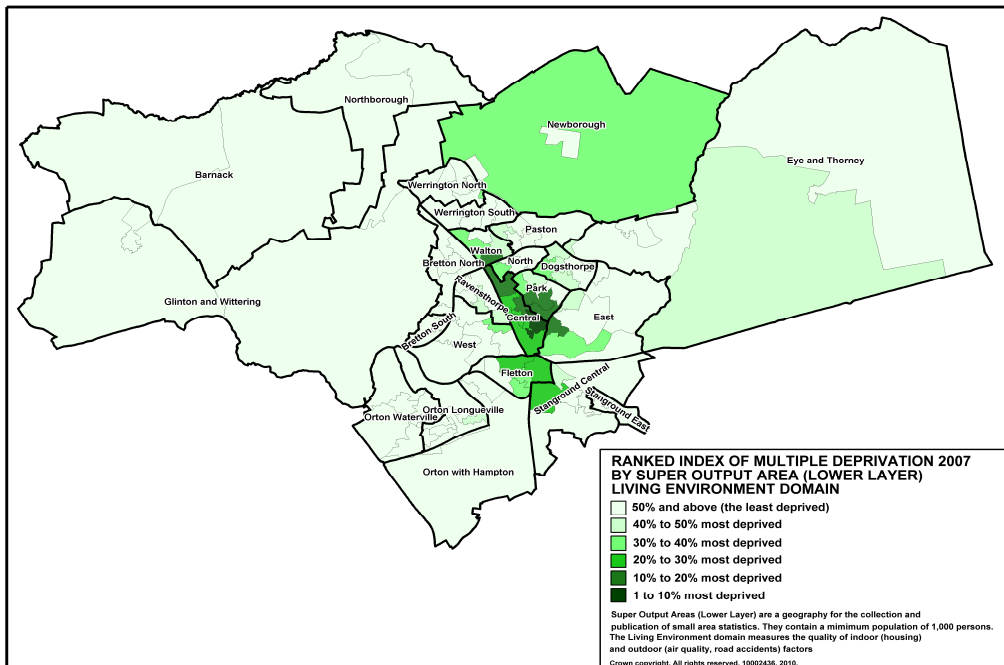 Northborough
Newborough
Eye and Thorney
Barnack
Werrington North
Werrington South
Paston
Walton
Bretton North
North
Dogsthorpe
Ravensthorpe
Park
Glinton and Wittering
Central
East
Bretton South
West
Fletton
Stanground Central
Stanground East
Orton Longueville
Orton Waterville
Orton with Hampton
RANKED INDEX OF MULTIPLE DEPRIVATION 2007
BY SUPER OUTPUT AREA (LOWER LAYER)
LIVING ENVIRONMENT DOMAIN
50% and above (the least deprived)
40% to 50% most deprived
30% to 40% most deprived
20% to 30% most deprived
10% to 20% most deprived
1 to 10% most deprived
Super Output Areas (Lower Layer) are a geography for the collection and
publication of small area statistics. They contain a mimimum population of 1,000 persons.
The Living Environment domain measures the quality of indoor (housing)
and outdoor (air quality, road accidents) factors
Crown copyright. All rights reserved. 10002436. 2010.